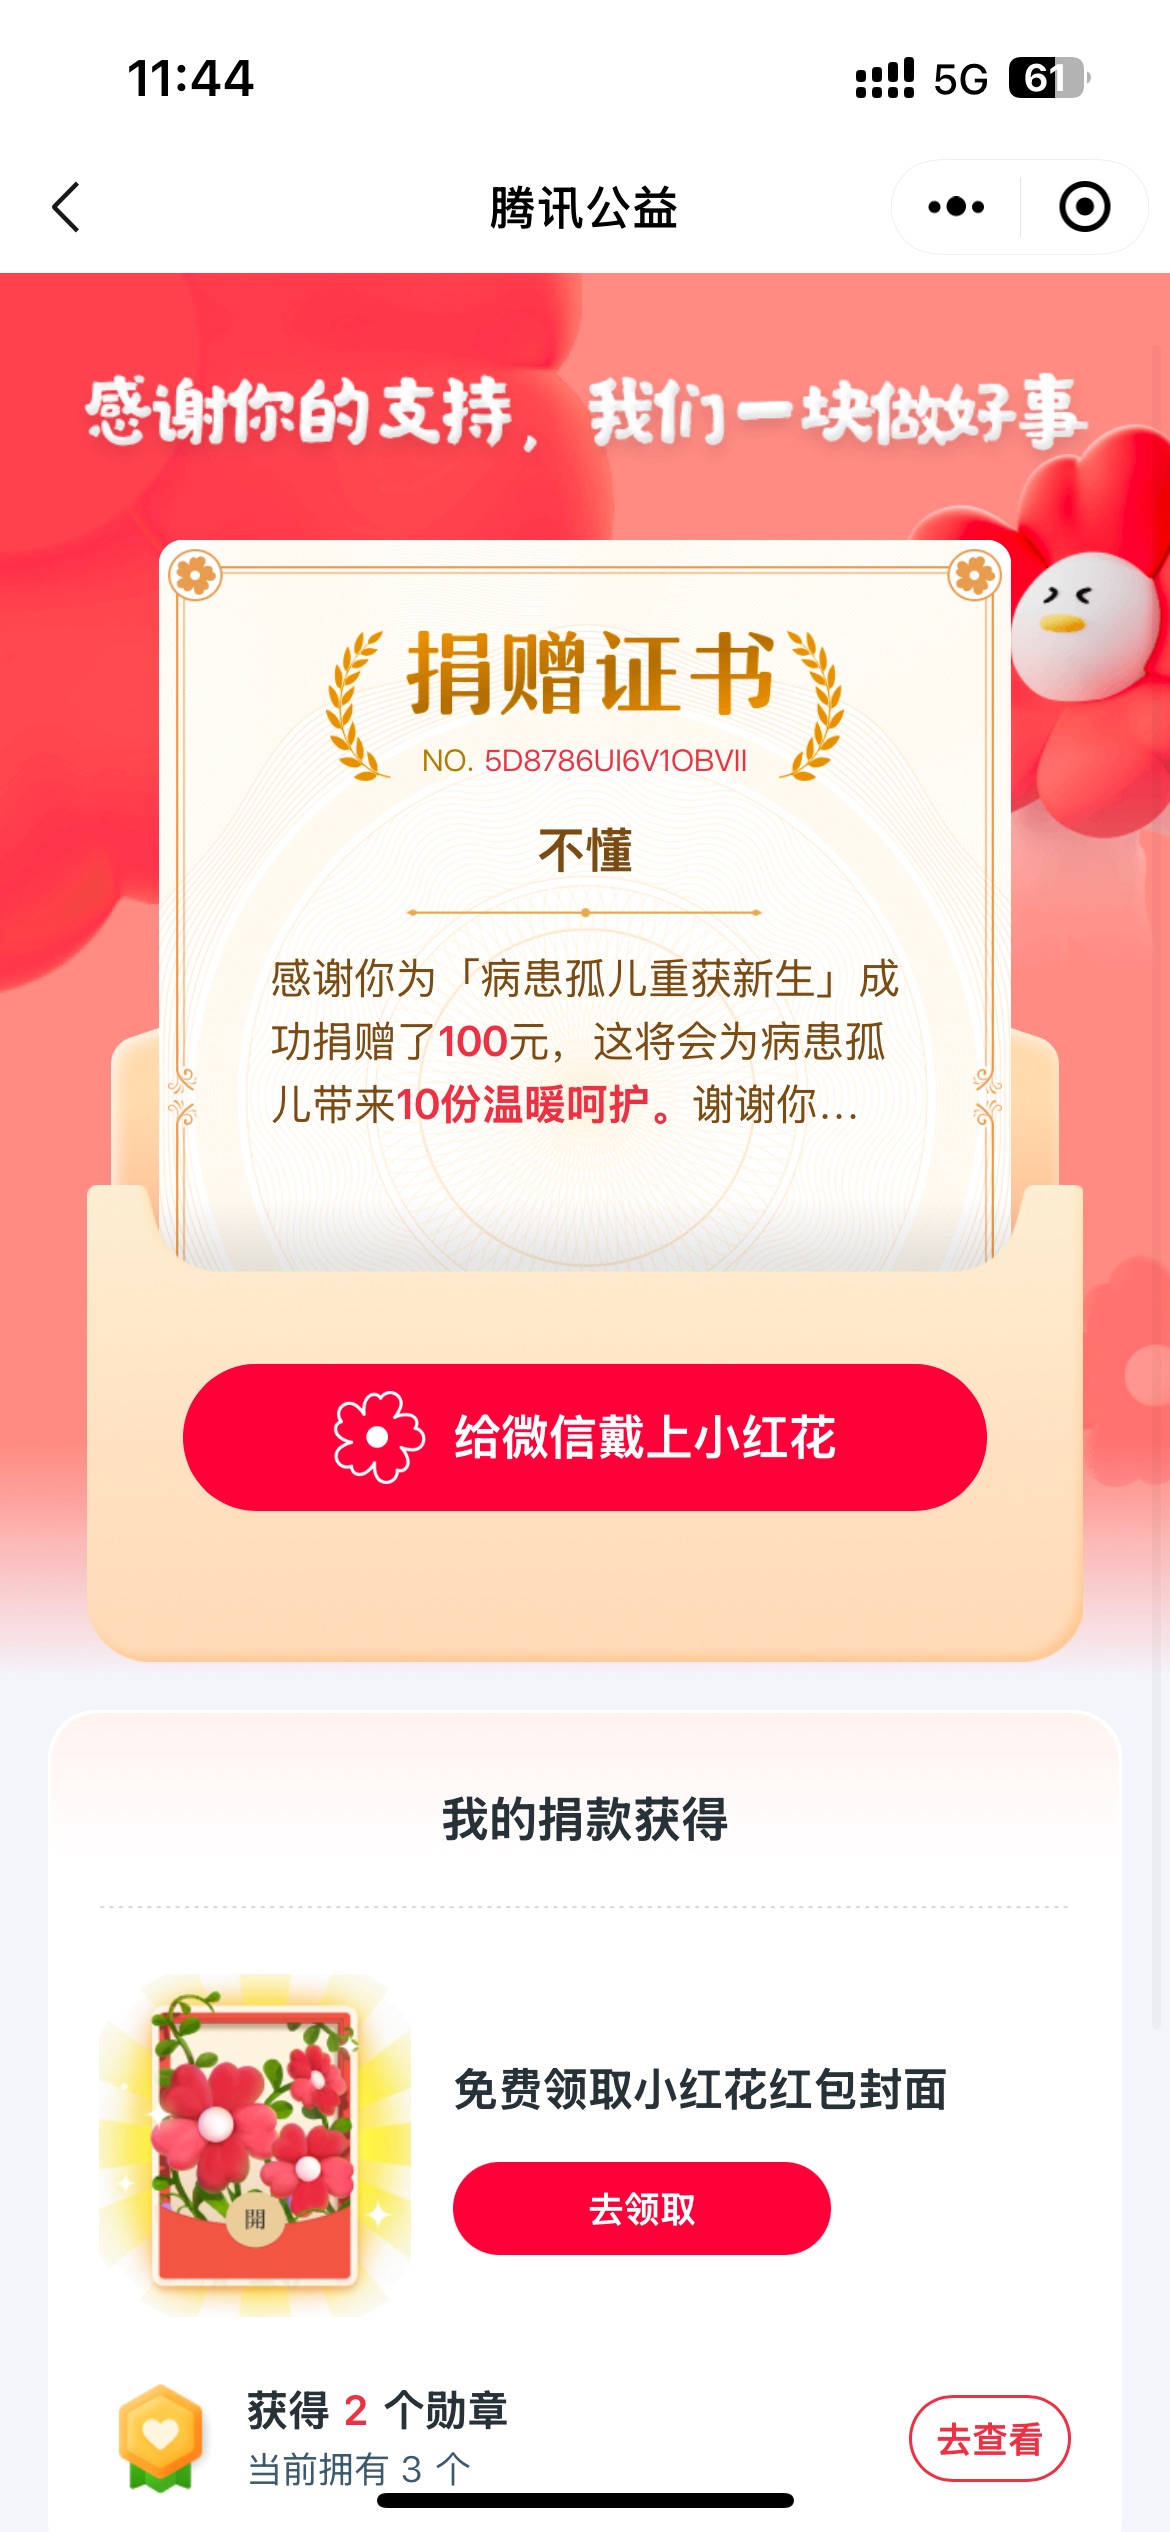 11:44
5G
61
腾讯公益
感谢你的支持，我们一块做好事
捐赠证书
NO. 5D8786UI6V1OBVII
不懂
感谢你为「病患孤儿重获新生」成
功捐赠了100元，这将会为病患孤
儿带来10份温暖呵护。谢谢你...
给微信戴上小红花
我的捐款获得
開
免费领取小红花红包封面
去领取
获得 2 个勋章
当前拥有 3 个
去查看